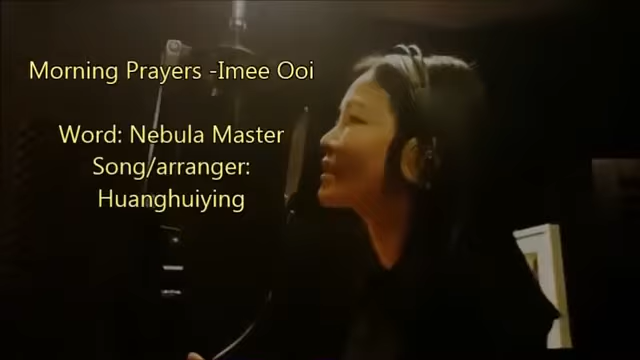 Morning Prayers -Imee Ooi
Word: Nebula Master
Song/arranger:
Huanghuiying